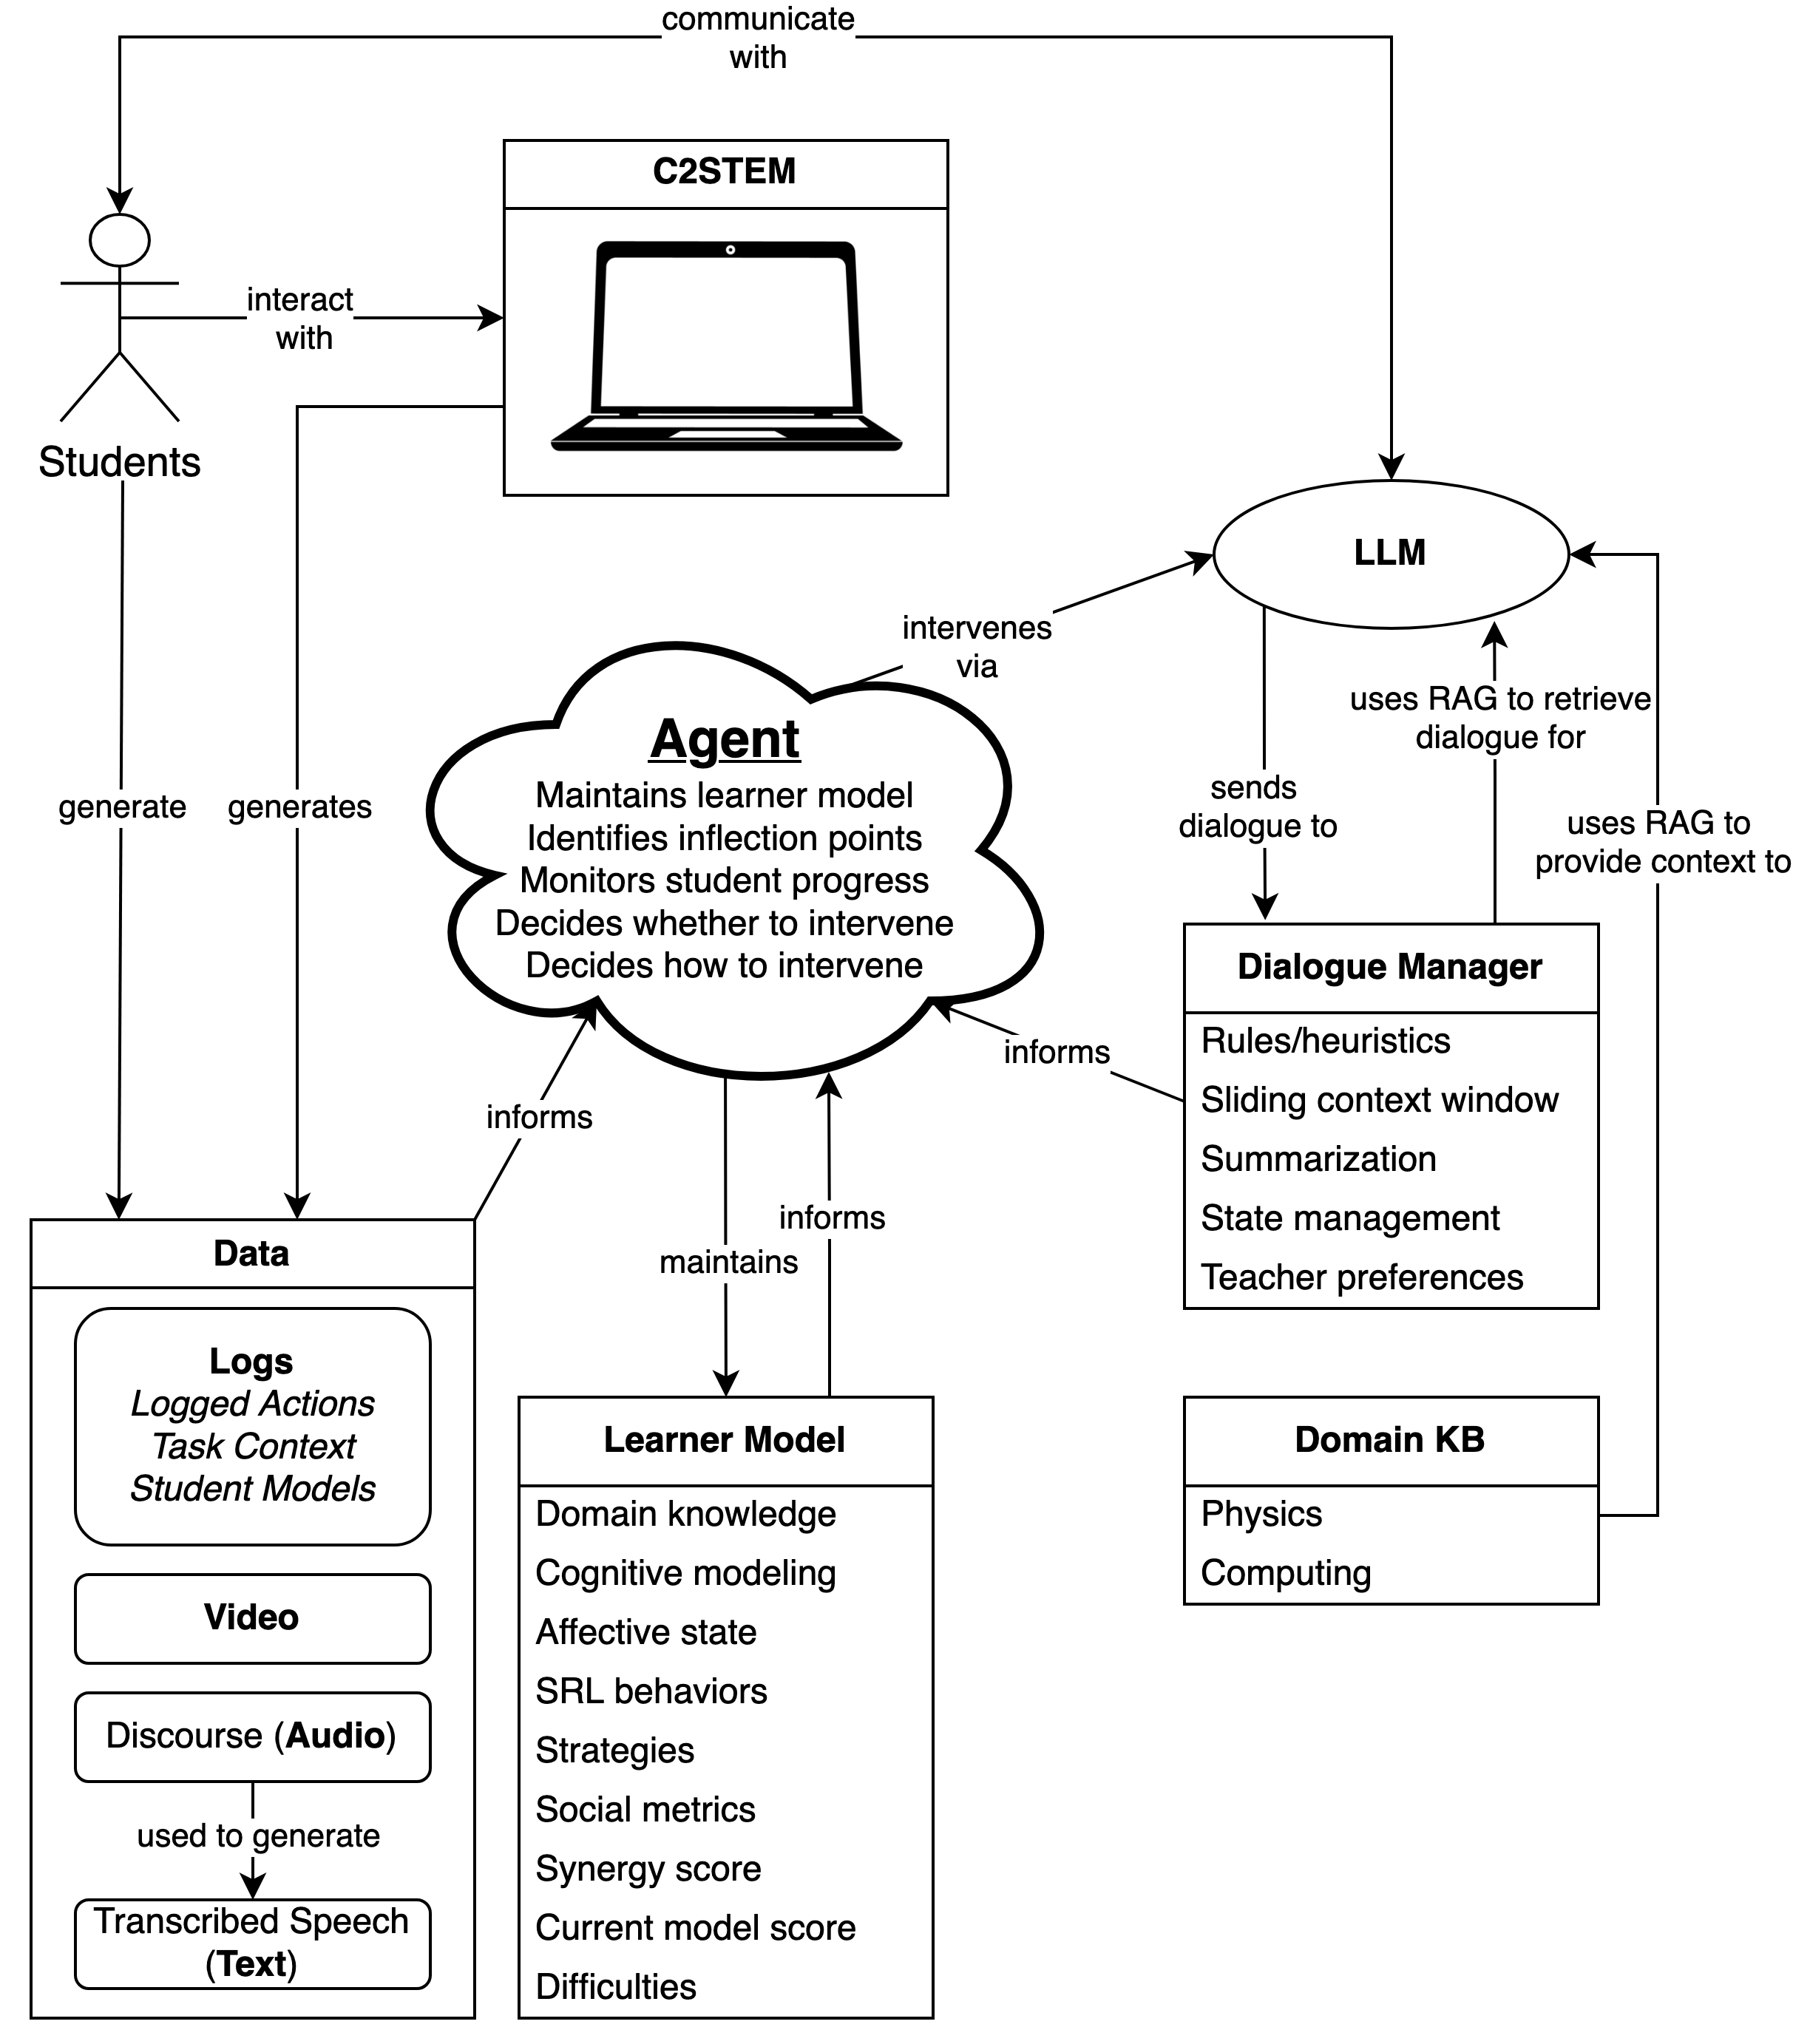 communicate
with
C2STEM
interact
with
Students
LLM
intervenes
via
uses RAG to retrieve
dialogue for
sends
dialogue to
uses RAG to
provide context to
generate
generates
Agent
Maintains learner model
Identifies inflection points
Monitors student progress
Decides whether to intervene
Decides how to intervene
informs
informs
maintains
informs
Dialogue Manager
Rules/heuristics
Sliding context window
Summarization
State management
Teacher preferences
Data
Logs
Logged Actions
Task Context
Student Models
Video
Discourse (Audio)
used to generate
Transcribed Speech
(Text)
Learner Model
Domain knowledge
Cognitive modeling
Affective state
SRL behaviors
Strategies
Social metrics
Synergy score
Current model score
Difficulties
Domain KB
Physics
Computing